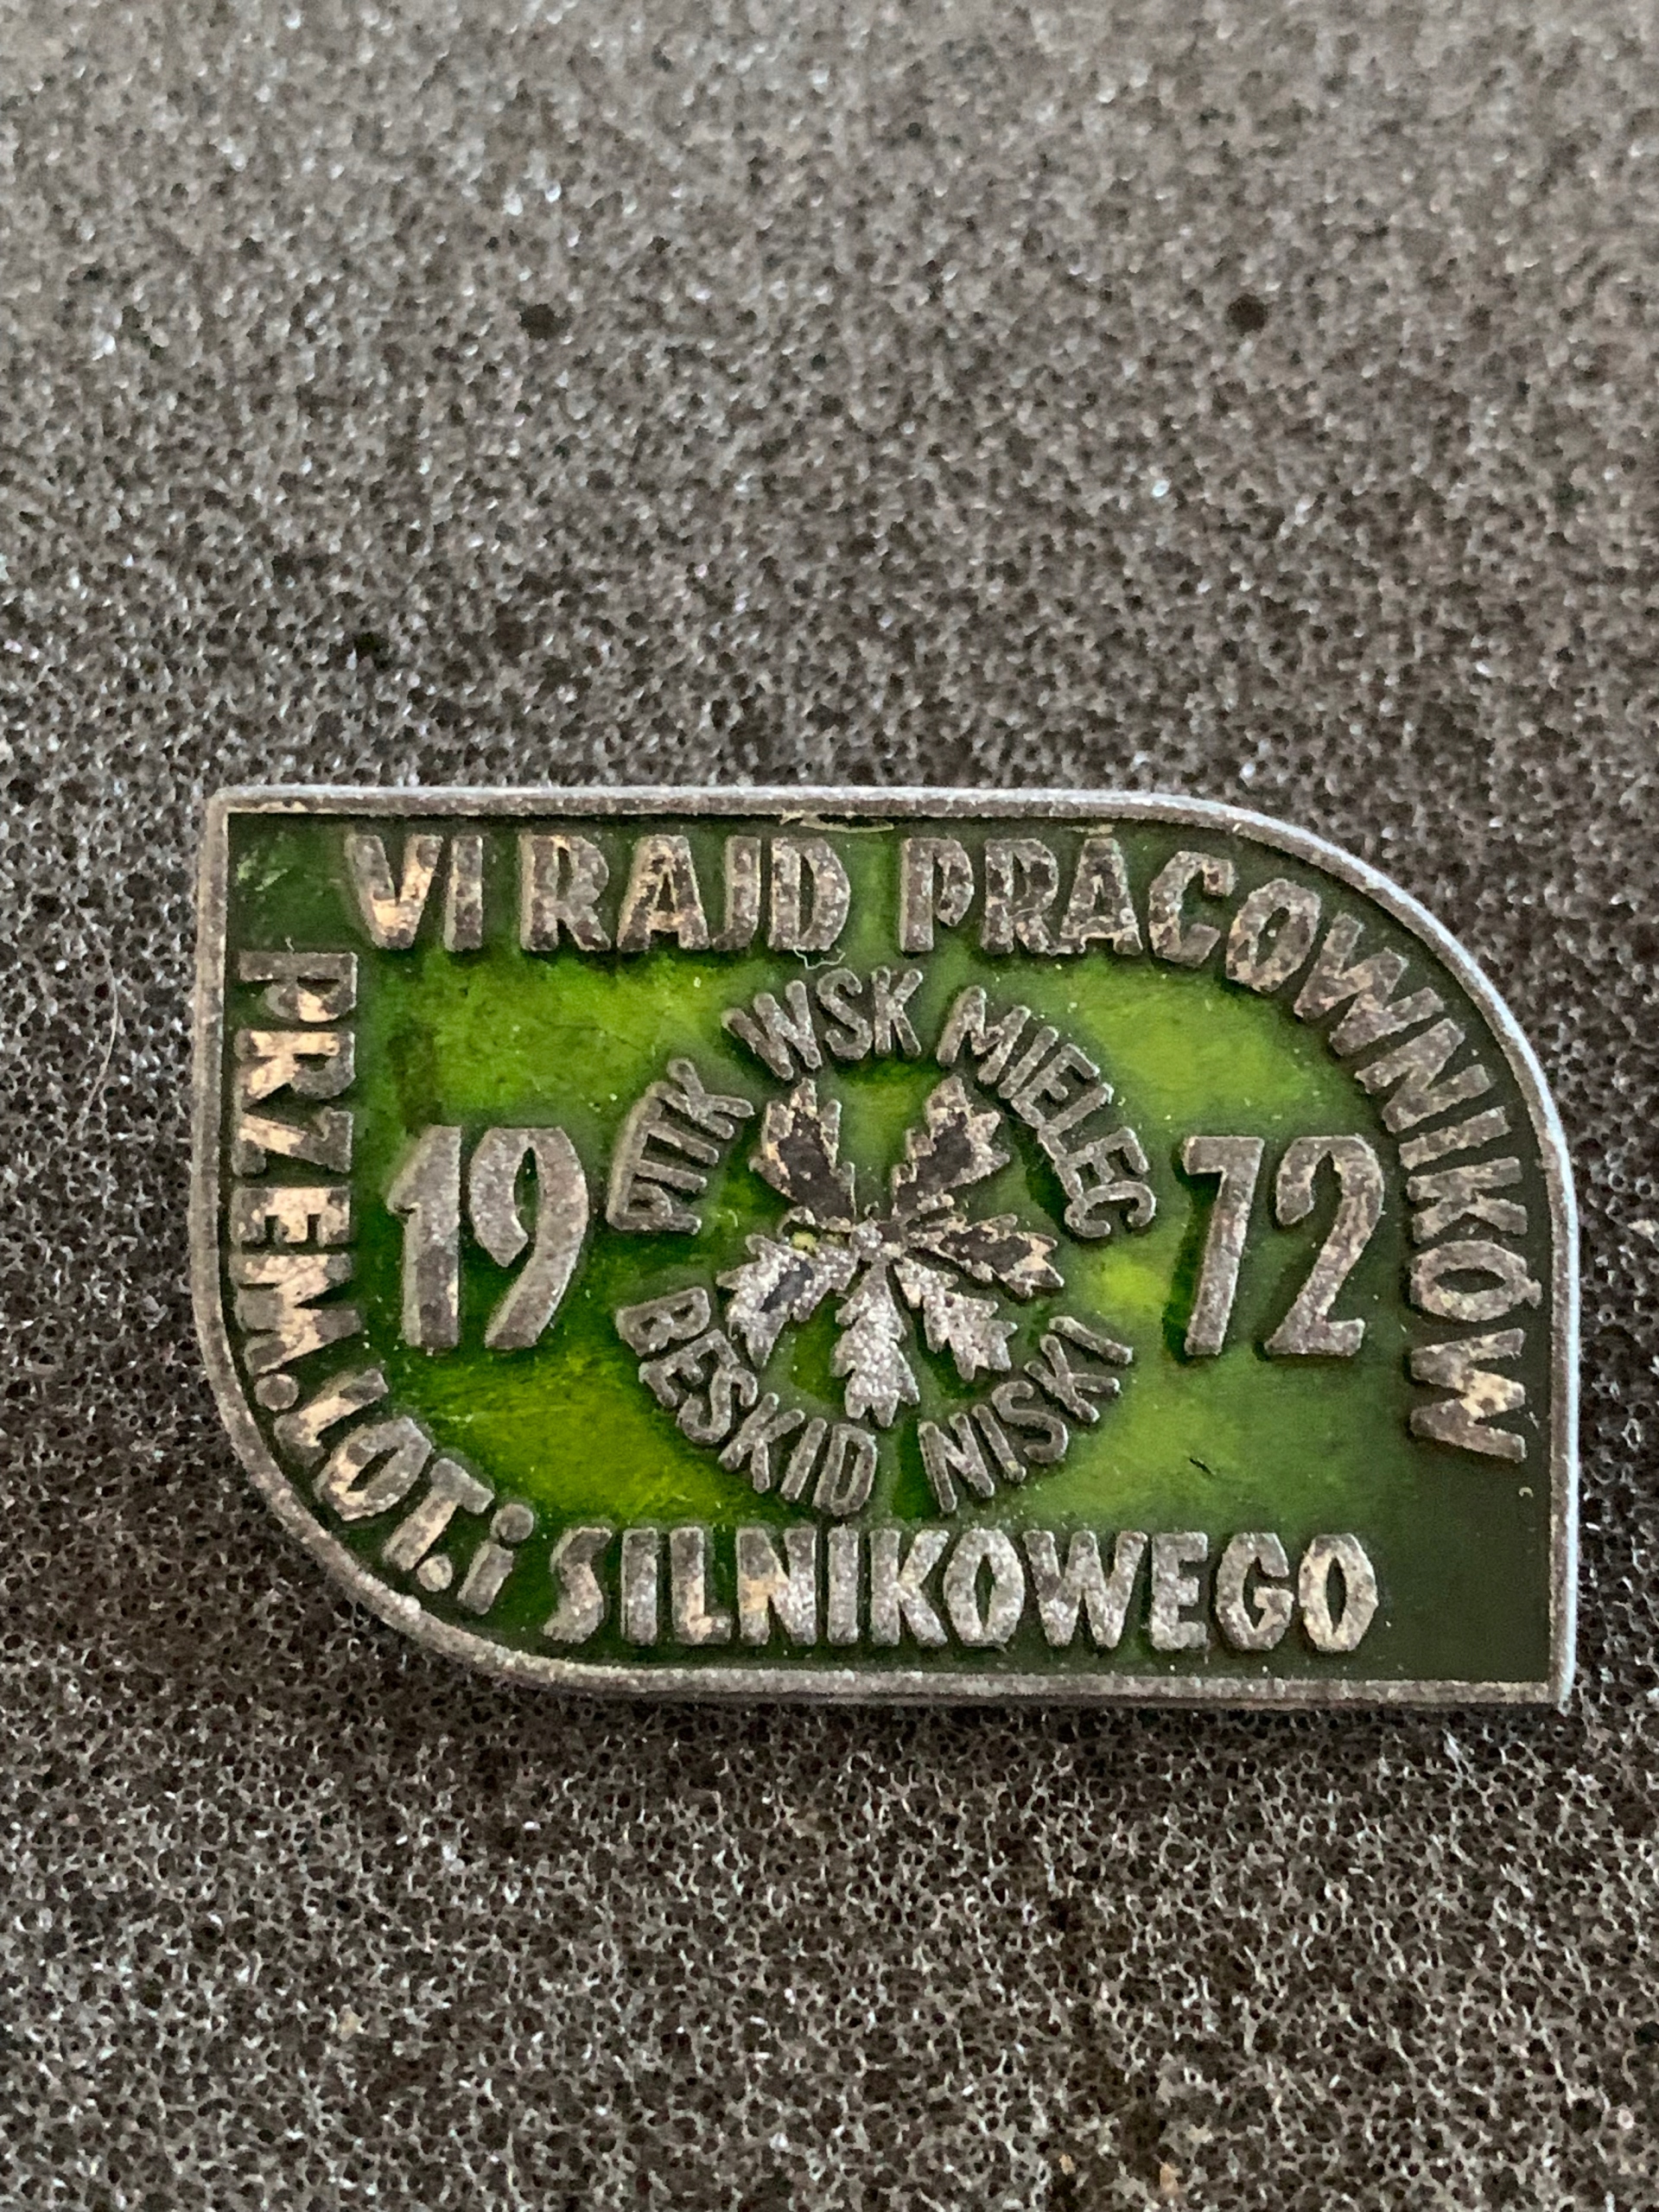 VI RAJD PRACOWNIKÓW
PRZEM. LOT. i SILNIKOWEGO
19 72
PTTK WSK MIELEC
BESKID NISKI